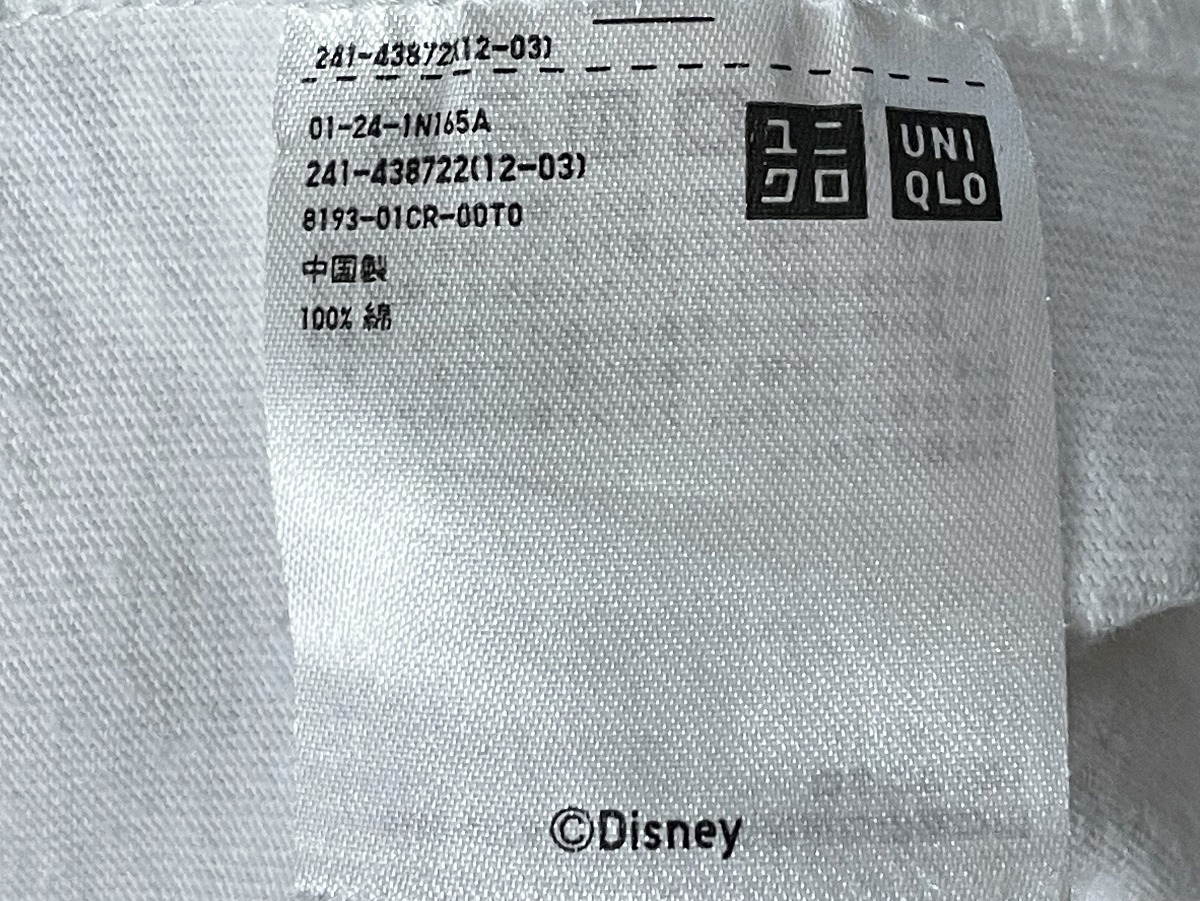 241-43872(12-03)
01-24-1N165A
241-438722(12-03)
8193-01CR-00T0
中国製
100% 綿
ユニ
クロ
UNI
QLO
©Disney